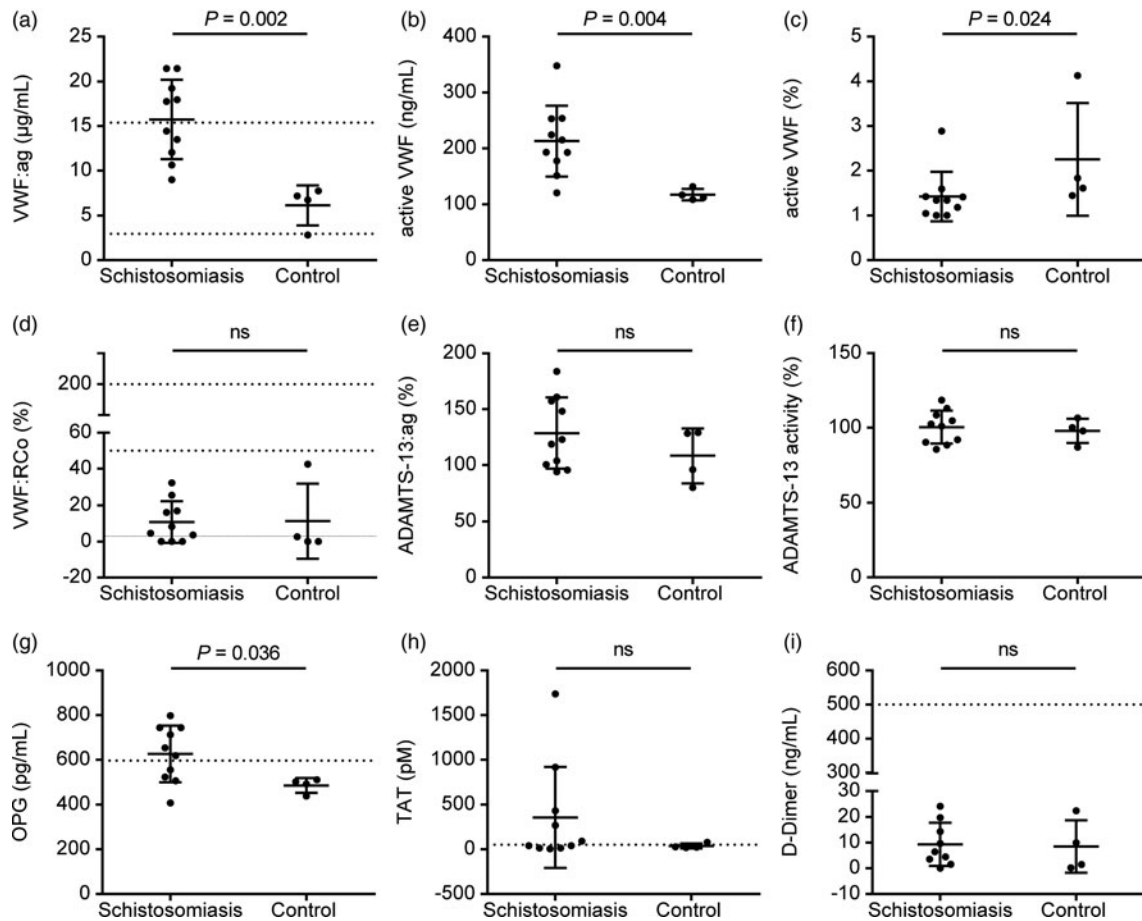 (a)
P = 0.002
VWF:ag (µg/mL)
25
20
15
10
5
0
Schistosomiasis Control
(b)
P = 0.004
active VWF (ng/mL)
400
300
200
100
0
Schistosomiasis Control
(c)
P = 0.024
active VWF (%)
5
4
3
2
1
0
Schistosomiasis Control
(d)
ns
VWF:RCo (%)
200
60
40
20
0
-20
Schistosomiasis Control
(e)
ns
ADAMTS-13:ag (%)
200
150
100
50
0
Schistosomiasis Control
(f)
ns
ADAMTS-13 activity (%)
150
100
50
0
Schistosomiasis Control
(g)
P = 0.036
OPG (pg/mL)
1000
800
600
400
200
0
Schistosomiasis Control
(h)
ns
TAT (pM)
2000
1500
1000
500
0
-500
Schistosomiasis Control
(i)
ns
D-Dimer (ng/mL)
600
500
400
300
30
20
10
0
-10
Schistosomiasis Control